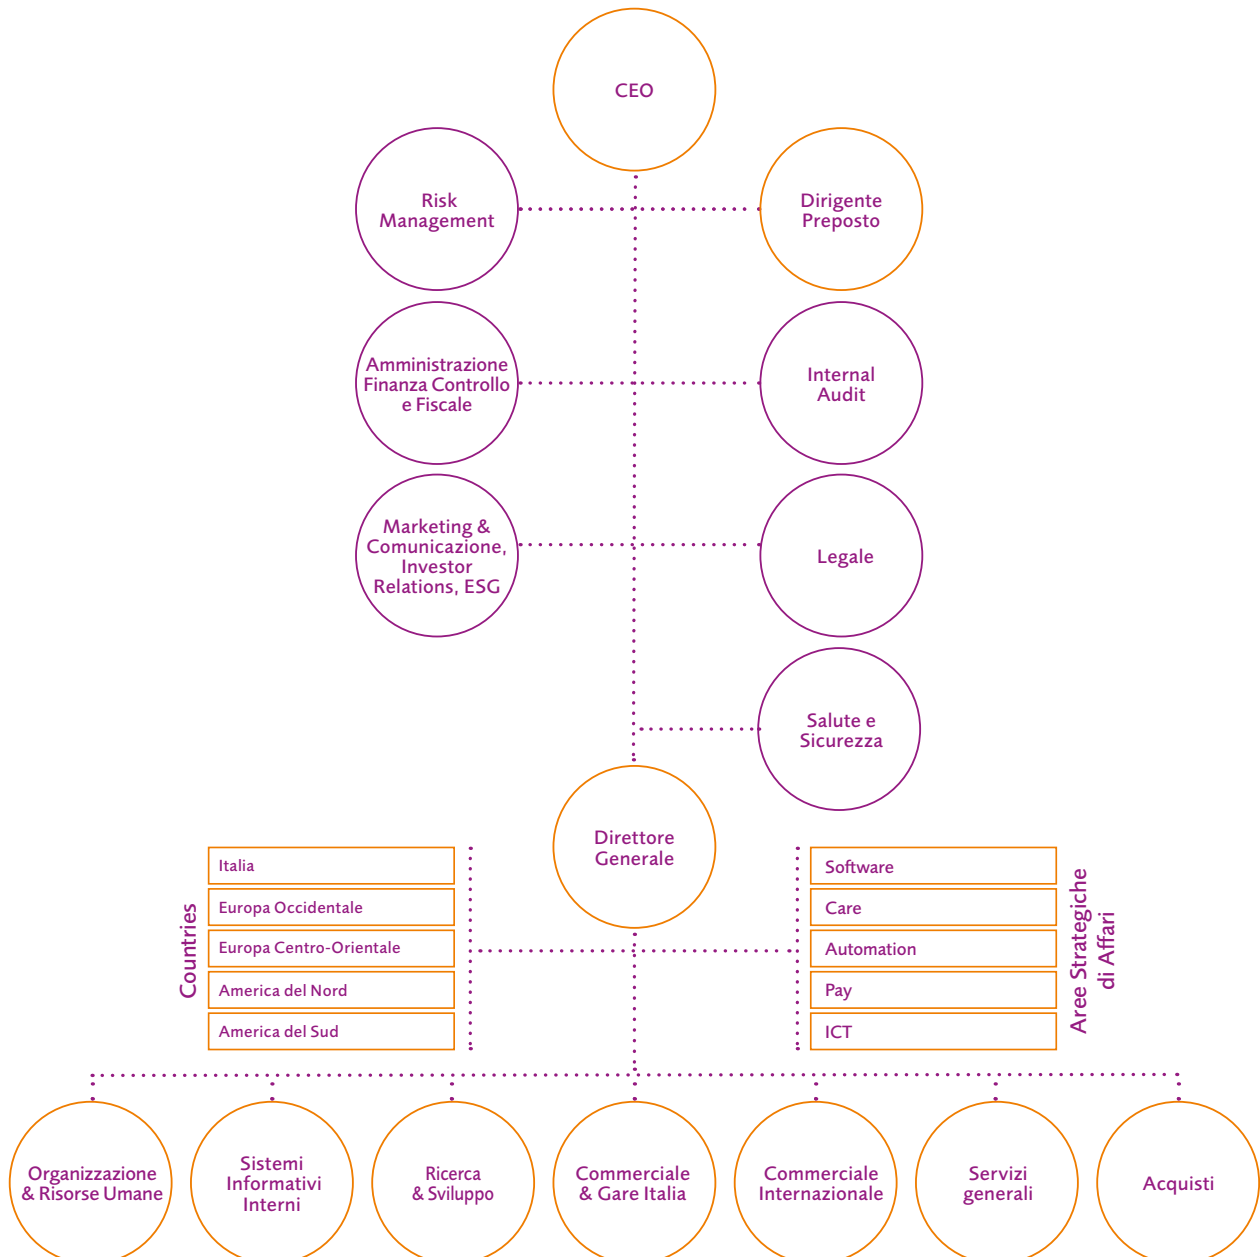 CEO
Risk
Management
Dirigente
Preposto
Amministrazione
Finanza Controllo
e Fiscale
Internal
Audit
Marketing &
Comunicazione,
Investor
Relations, ESG
Legale
Salute e
Sicurezza
Direttore
Generale
Countries
Italia
Europa Occidentale
Europa Centro-Orientale
America del Nord
America del Sud
Software
Care
Automation
Pay
ICT
Aree Strategiche
di Affari
Organizzazione
& Risorse Umane
Sistemi
Informativi
Interni
Ricerca
& Sviluppo
Commerciale
& Gare Italia
Commerciale
Internazionale
Servizi
generali
Acquisti